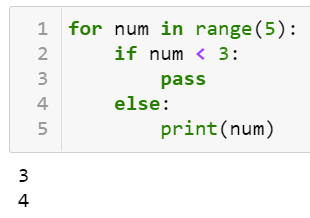 1 for num in range(5):
2     if num < 3:
3         pass
4     else:
5         print(num)
3
4